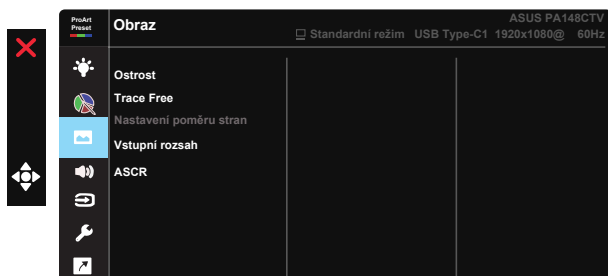 ProArt
Preset
Obraz
ASUS PA148CTV
Standardní režim USB Type-C1 1920x1080@ 60Hz
Ostrost
Trace Free
Nastavení poměru stran
Vstupní rozsah
ASCR